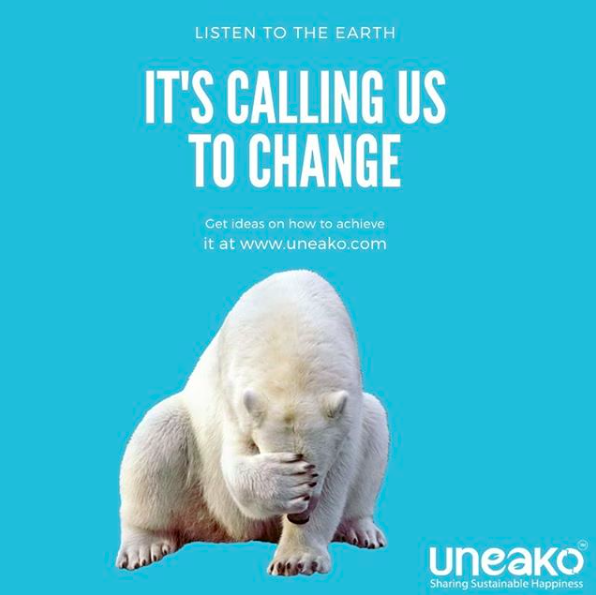 LISTEN TO THE EARTH
IT'S CALLING US
TO CHANGE
Get ideas on how to achieve
it at www.uneako.com
uneako
Sharing Sustainable Happiness